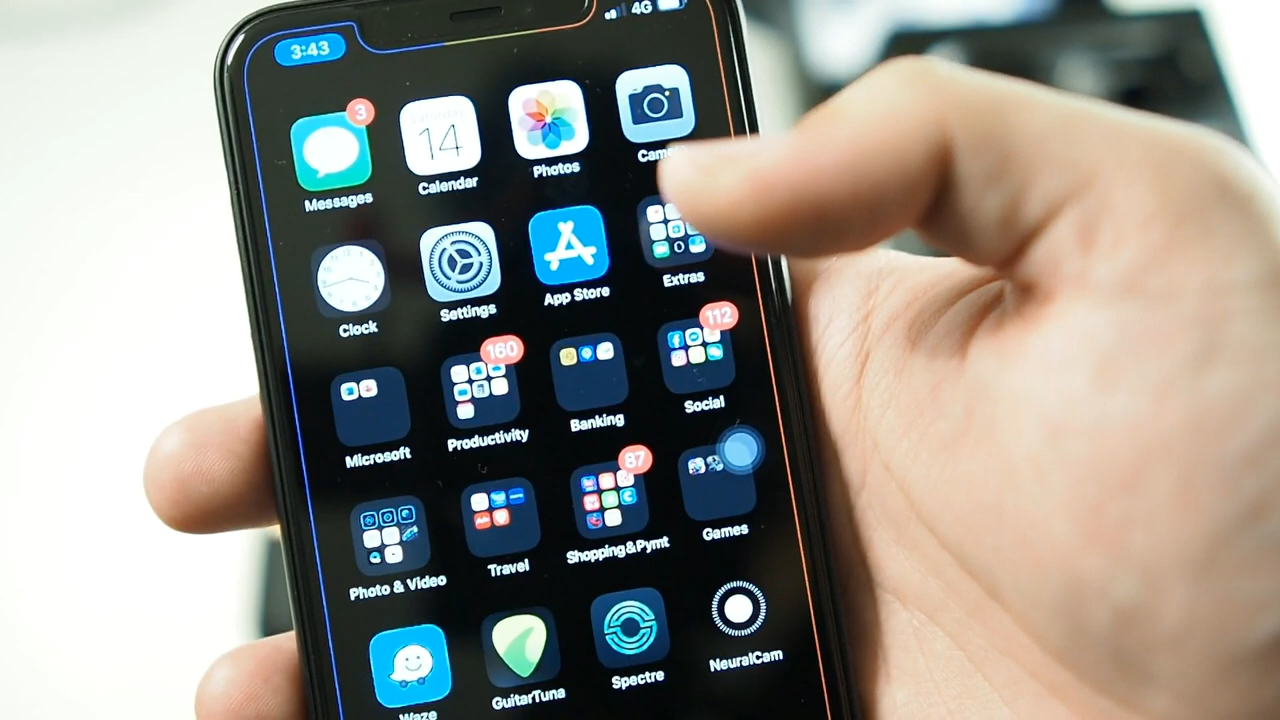 3:43
4G
3
Saturday
14
Messages
Calendar
Photos
Clock
Settings
App Store
Extras
160
112
Microsoft
Productivity
Banking
Social
87
Photo & Video
Travel
Shopping&Pymt
Games
Waze
GuitarTuna
Spectre
NeuralCam